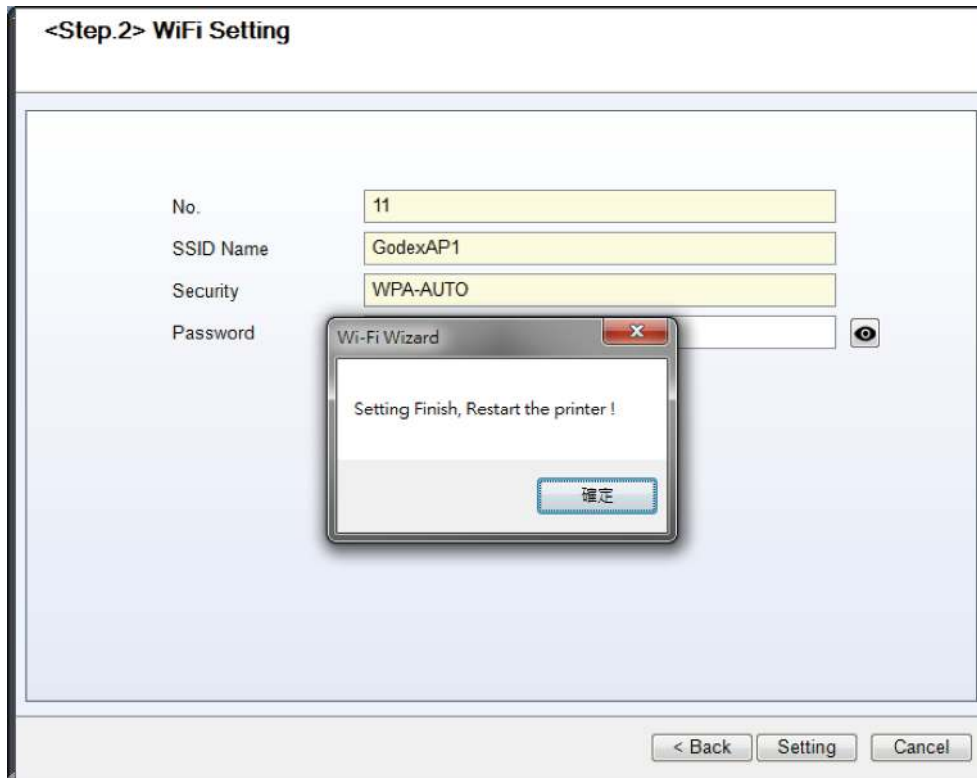 <Step.2> WiFi Setting
No. 11
SSID Name GodexAP1
Security WPA-AUTO
Password
Wi-Fi Wizard
Setting Finish, Restart the printer !
確定
< Back Setting Cancel